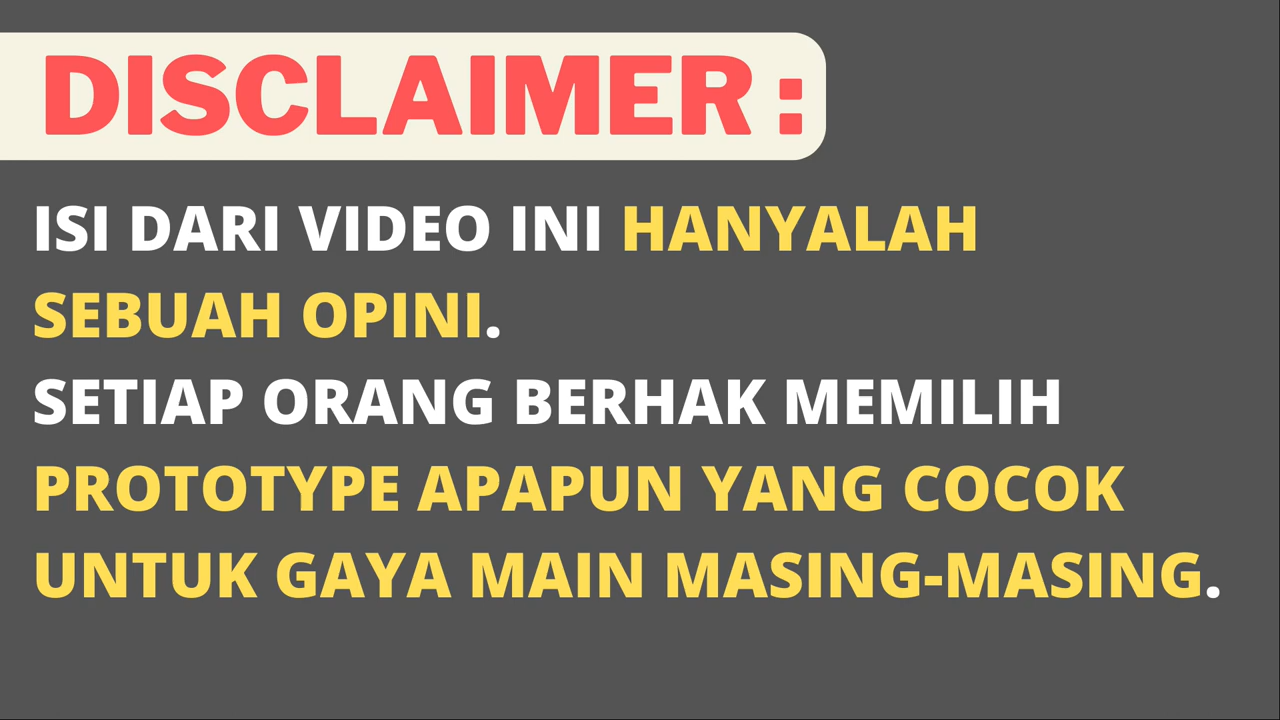 DISCLAIMER :
ISI DARI VIDEO INI HANYALAH
SEBUAH OPINI.
SETIAP ORANG BERHAK MEMILIH
PROTOTYPE APAPUN YANG COCOK
UNTUK GAYA MAIN MASING-MASING.